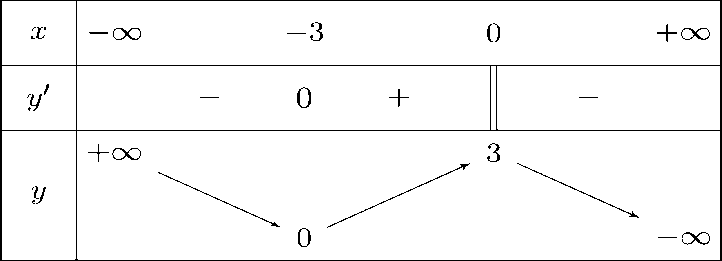 x −∞ −3 0 +∞
y′ − 0 + −
+∞ 3
y
0 −∞